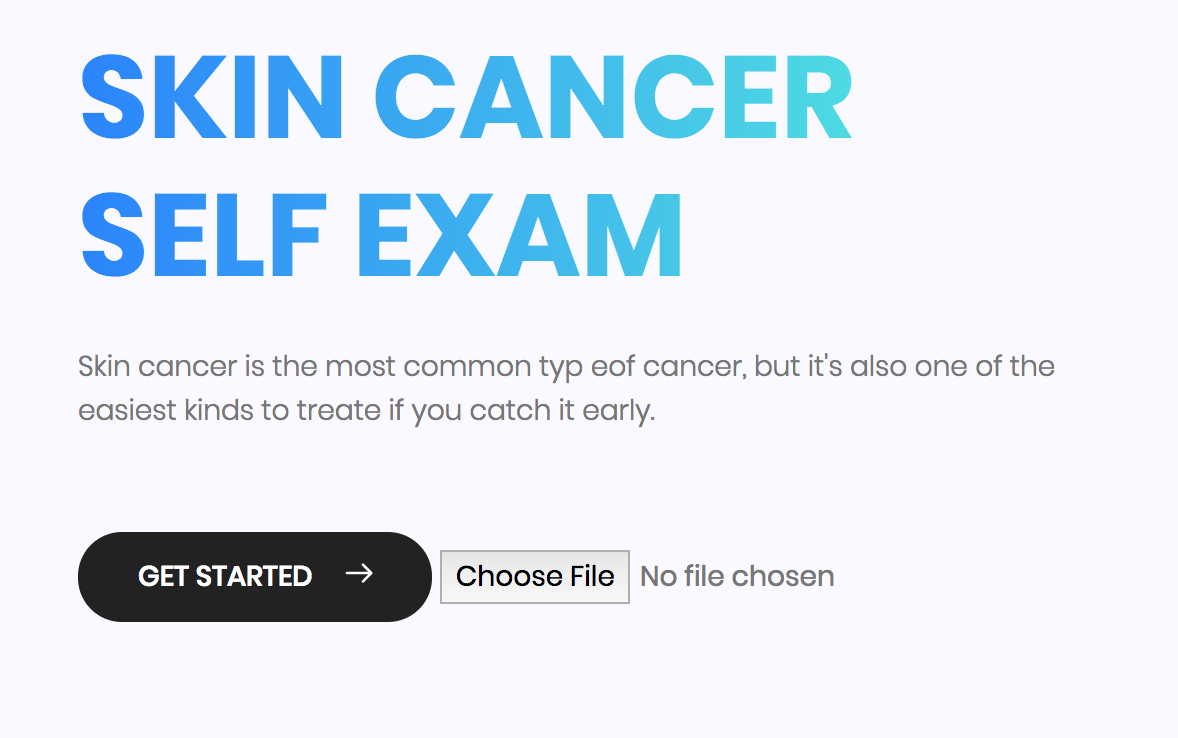 SKIN CANCER
SELF EXAM
Skin cancer is the most common typ eof cancer, but it's also one of the
easiest kinds to treate if you catch it early.
GET STARTED → Choose File No file chosen